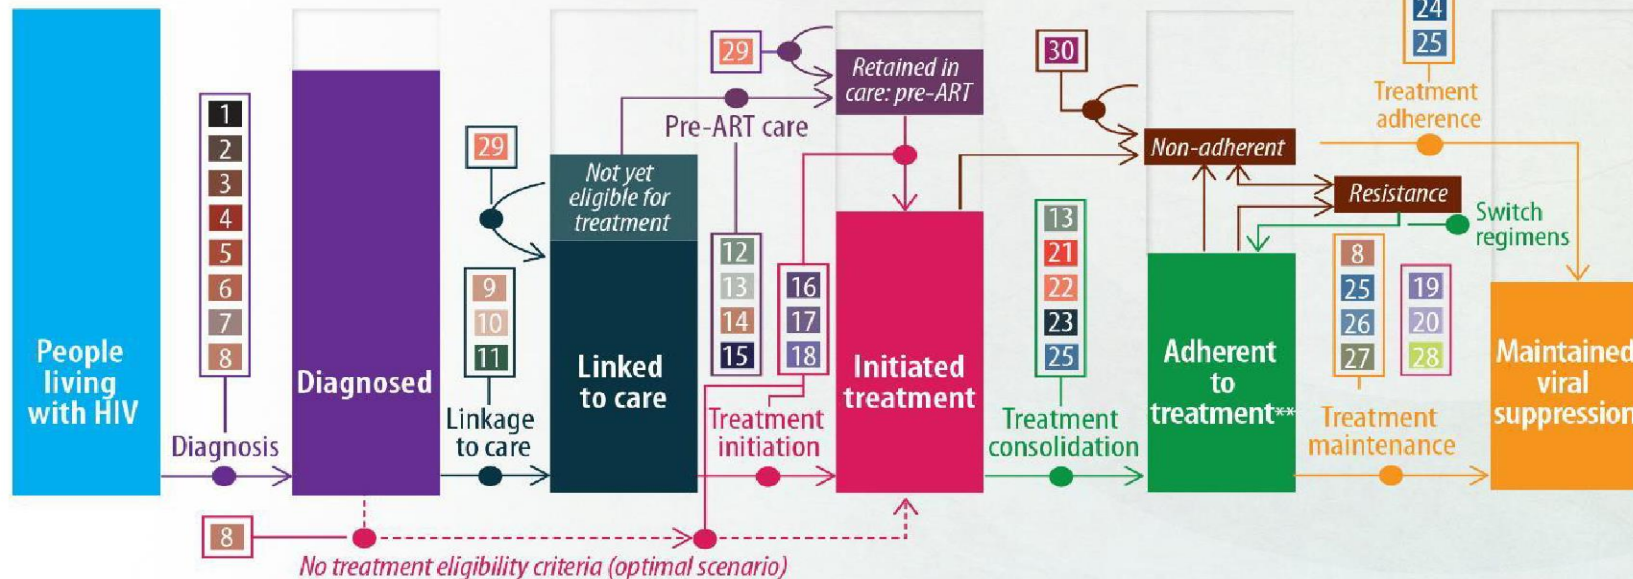 24
25
Treatment
adherence
29
Retained in
care: pre-ART
30
Pre-ART care
Non-adherent
1
2
3
4
5
6
7
8
29
Not yet
eligible for
treatment
Resistance
Switch
regimens
9
10
11
12
13
14
15
16
17
18
13
21
22
23
25
8
25
26
27
19
20
28
People
living
with HIV
Diagnosed
Linked
to care
Initiated
treatment
Adherent
to
treatment**
Maintained
viral
suppression
Diagnosis
Linkage
to care
Treatment
initiation
Treatment
consolidation
Treatment
maintenance
8
No treatment eligibility criteria (optimal scenario)